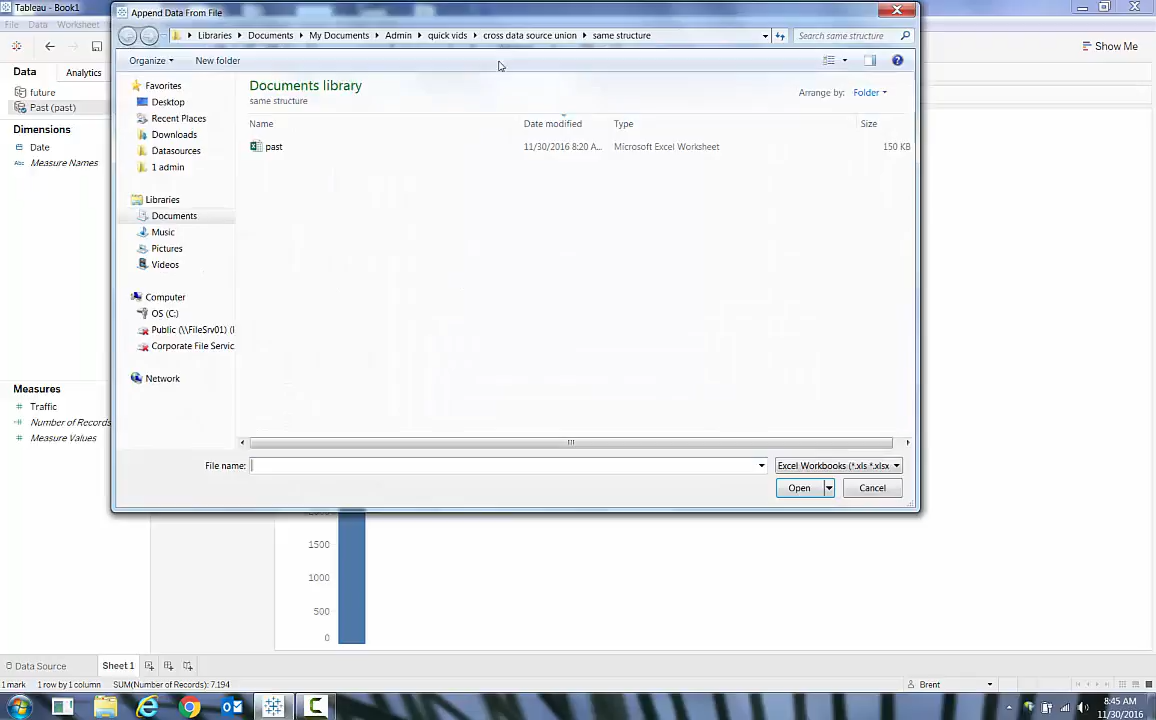 Tableau - Book1
Append Data From File
File Data Worksheet
Libraries Documents My Documents Admin quick vids cross data source union same structure
Search same structure
Show Me
Organize
New folder
Data
Analytics
future
Past (past)
Dimensions
Date
Measure Names
Measures
Traffic
Number of Records
Measure Values
Favorites
Desktop
Recent Places
Downloads
Datasources
1 admin
Libraries
Documents
Music
Pictures
Videos
Computer
OS (C:)
Public (\\FileSrv01) (
Corporate File Servic
Network
Documents library
same structure
Arrange by: Folder
Name Date modified Type Size
past 11/30/2016 8:20 A... Microsoft Excel Worksheet 150 KB
File name:
Excel Workbooks (*.xls *.xlsx
Open
Cancel
1500
1000
500
0
Data Source
Sheet 1
1 mark 1 row by 1 column SUM(Number of Records): 7,194
Brent
8:45 AM
11/30/2016